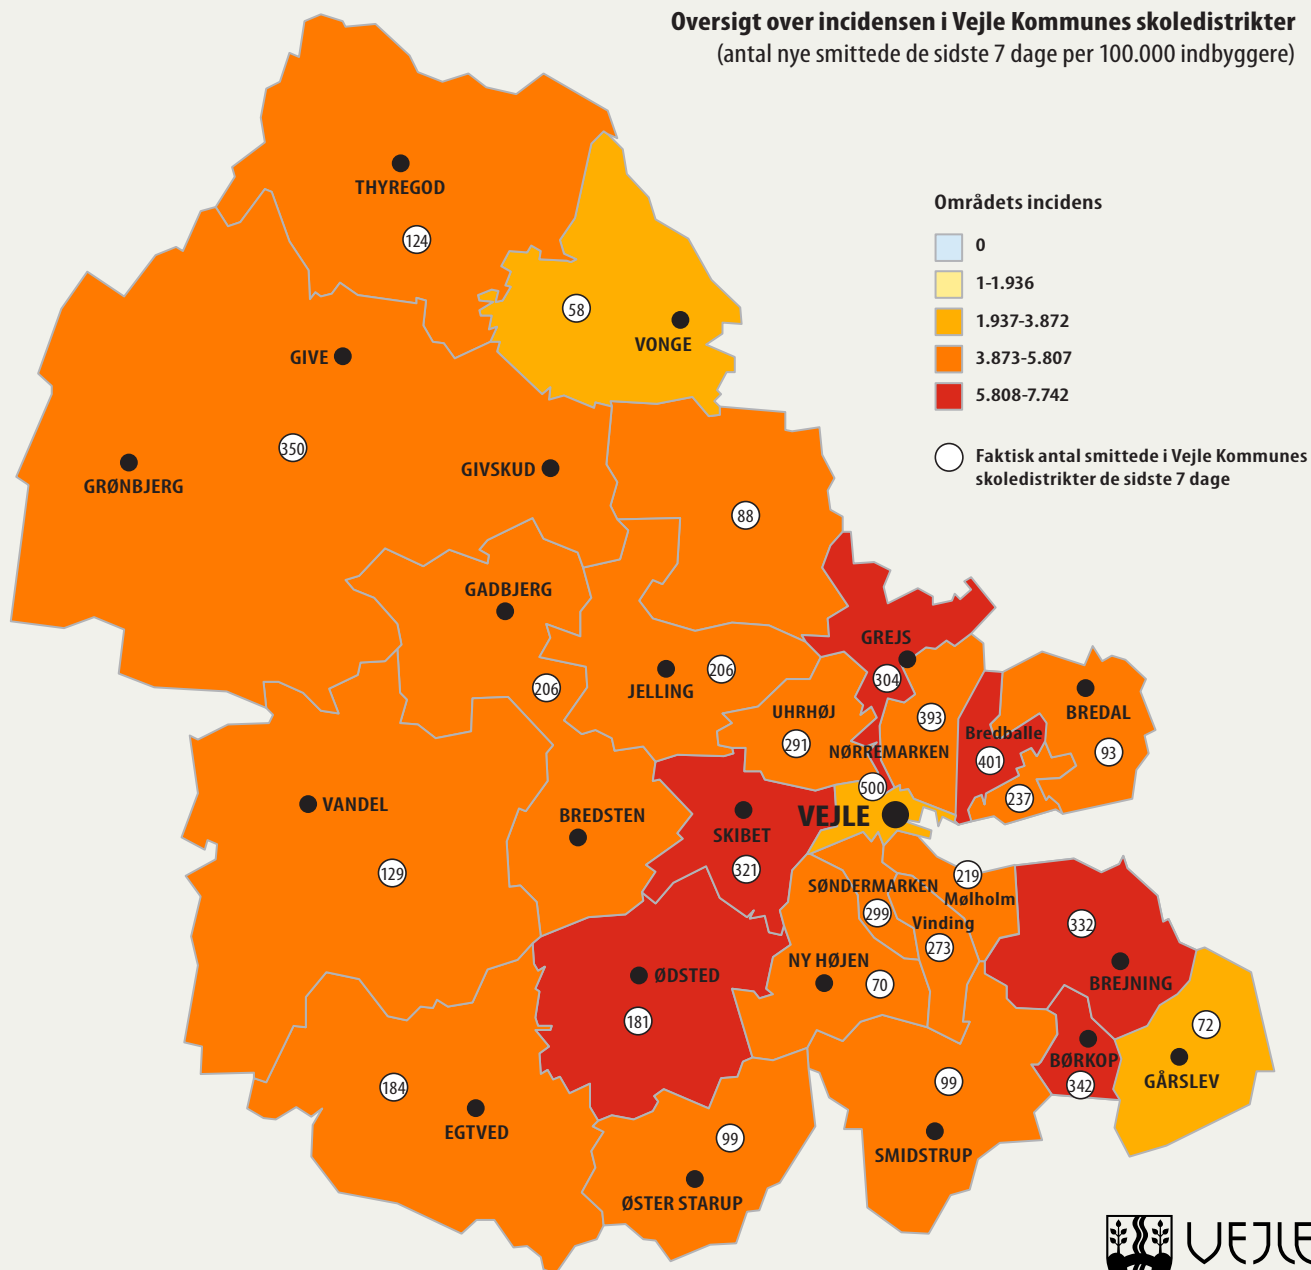 Oversigt over incidensen i Vejle Kommunes skoledistrikter
(antal nye smittede de sidste 7 dage per 100.000 indbyggere)
THYREGOD
124
58
VONGE
GIVE
350
GRØNBJERG
GIVSKUD
88
Områdets incidens
0
1-1.936
1.937-3.872
3.873-5.807
5.808-7.742
Faktisk antal smittede i Vejle Kommunes
skoledistrikter de sidste 7 dage
GADBJERG
206
JELLING
206
GREJS
304
UHRHØJ
291
393
NØRREMARKEN
Bredballe
401
BREDAL
93
237
500
VEJLE
VANDEL
129
BREDSTEN
SKIBET
321
SØNDERMARKEN
299
219
Mølholm
Vinding
273
332
BREJNING
NY HØJEN
70
ØDSTED
181
72
GÅRSLEV
BØRKOP
342
184
EGTVED
99
SMIDSTRUP
99
ØSTER STARUP
VEJLE